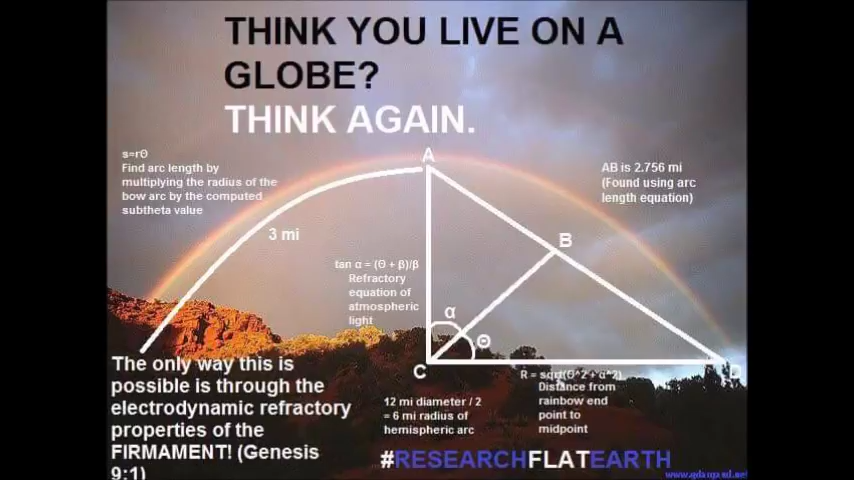 THINK YOU LIVE ON A
GLOBE?
THINK AGAIN.
s=rΘ
Find arc length by
multiplying the radius of the
bow arc by the computed
subtheta value
A
AB is 2.756 mi
(Found using arc
length equation)
3 mi
B
tan α = (Θ + β)/β
Refractory
equation of
atmospheric
light
α
Θ
C
D
The only way this is
possible is through the
electrodynamic refractory
properties of the
FIRMAMENT! (Genesis
9:1)
12 mi diameter / 2
= 6 mi radius of
hemispheric arc
R = sqrt(Θ^2 + α^2)
Distance from
rainbow end
point to
midpoint
#RESEARCHFLATEARTH